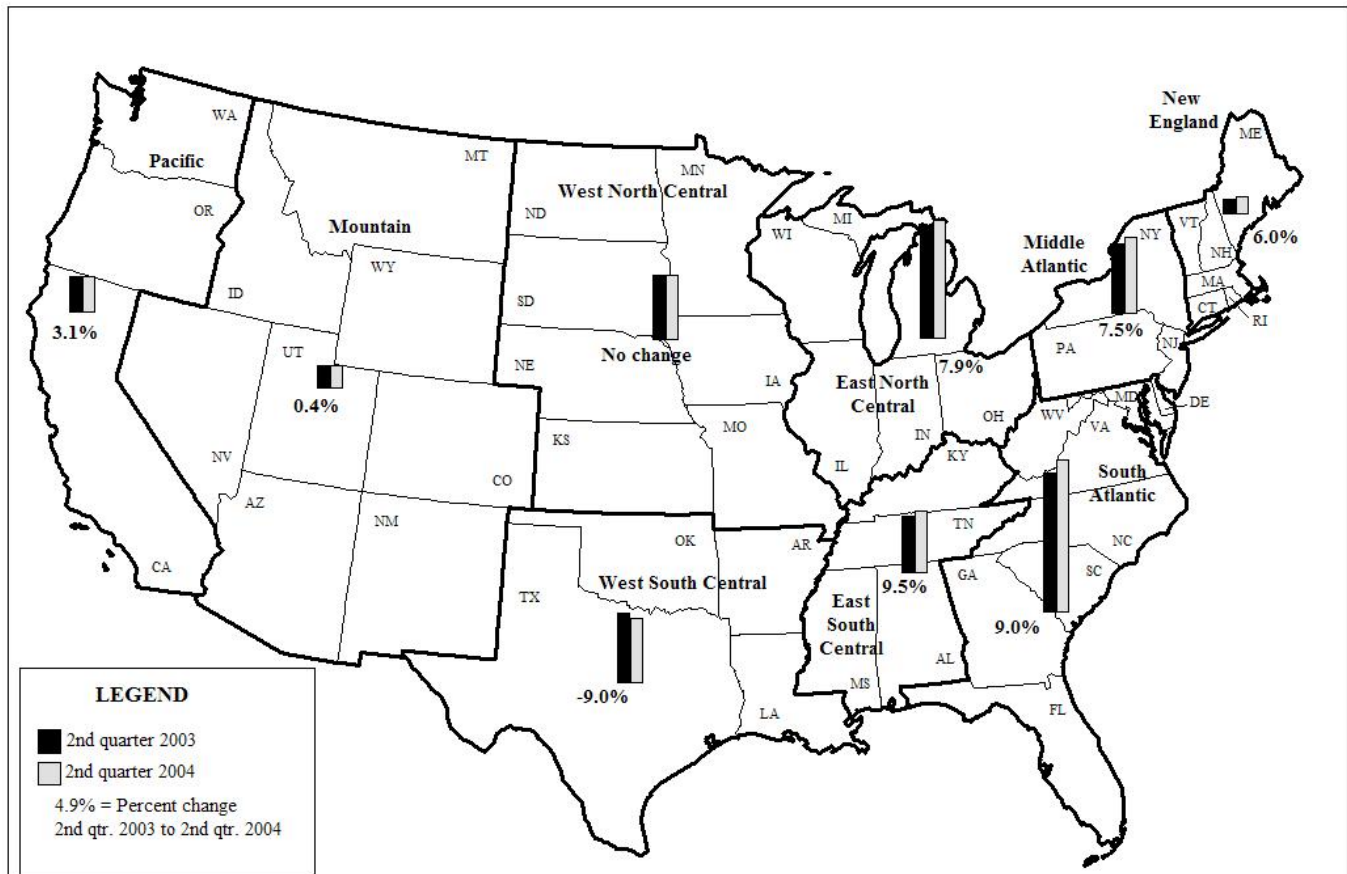 New
England
ME
WA
Pacific
MT
MN
West North Central
ND
OR
MI
WI
Middle
Atlantic
NY
VT
NH
6.0%
Mountain
WY
MA
CT
RI
ID
SD
3.1%
No change
7.5%
PA
NJ
UT
NE
0.4%
7.9%
East North
Central
IA
OH
IN
IL
MO
KS
WV
MD
DE
VA
KY
South
Atlantic
NV
CO
AZ
NM
OK
AR
TN
NC
SC
GA
CA
TX
West South Central
9.5%
East
South
Central
9.0%
AL
MS
-9.0%
LA
FL
LEGEND
2nd quarter 2003
2nd quarter 2004
4.9% = Percent change
2nd qtr. 2003 to 2nd qtr. 2004